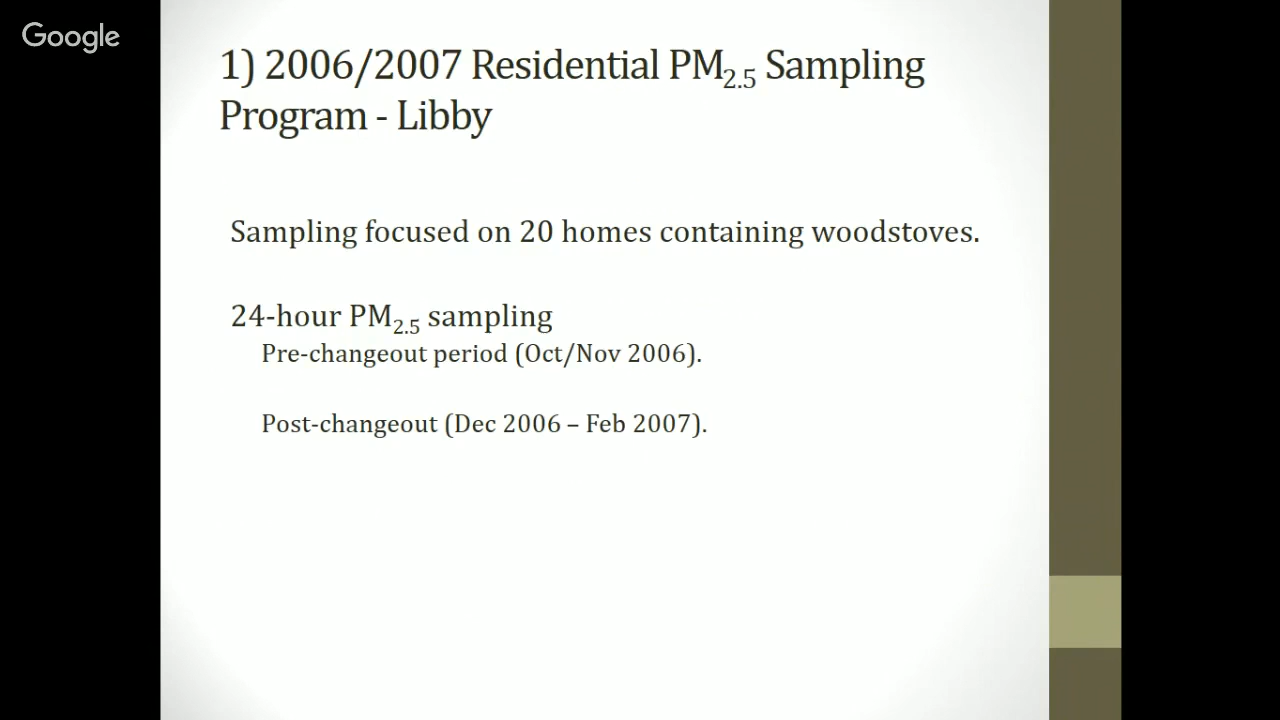 Google
1) 2006/2007 Residential PM2.5 Sampling
Program - Libby
Sampling focused on 20 homes containing woodstoves.
24-hour PM2.5 sampling
Pre-changeout period (Oct/Nov 2006).
Post-changeout (Dec 2006 – Feb 2007).